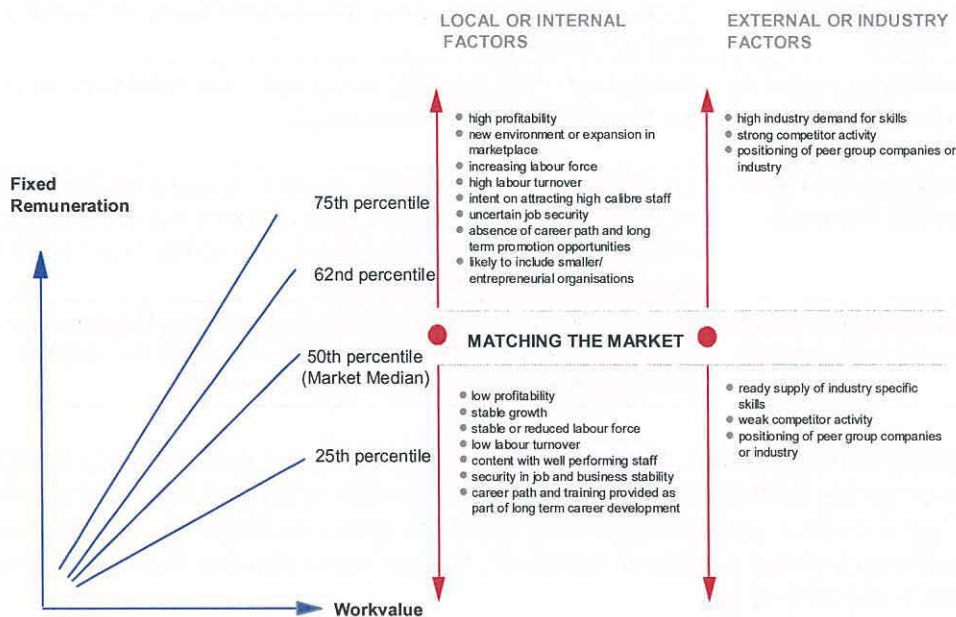 LOCAL OR INTERNAL
FACTORS
EXTERNAL OR INDUSTRY
FACTORS
Fixed
Remuneration
75th percentile
62nd percentile
50th percentile
(Market Median)
25th percentile
Workvalue
high profitability
new environment or expansion in
marketplace
increasing labour force
high labour turnover
intent on attracting high calibre staff
uncertain job security
absence of career path and long
term promotion opportunities
likely to include smaller/
entrepreneurial organisations
high industry demand for skills
strong competitor activity
positioning of peer group companies or
industry
MATCHING THE MARKET
low profitability
stable growth
stable or reduced labour force
low labour turnover
content with well performing staff
security in job and business stability
career path and training provided as
part of long term career development
ready supply of industry specific
skills
weak competitor activity
positioning of peer group companies
or industry